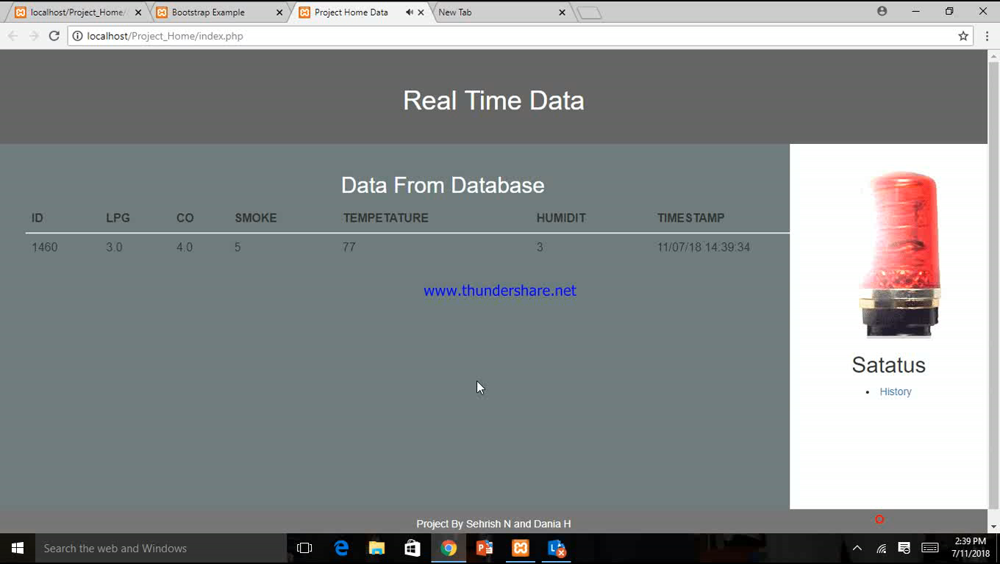 localhost/Project_Home/
Bootstrap Example
Project Home Data
New Tab
localhost/Project_Home/index.php
Real Time Data
Data From Database
ID LPG CO SMOKE TEMPETATURE HUMIDIT TIMESTAMP
1460 3.0 4.0 5 77 3 11/07/18 14:39:34
www.thundershare.net
Satatus
History
Project By Sehrish N and Dania H
Search the web and Windows
2:39 PM
7/11/2018